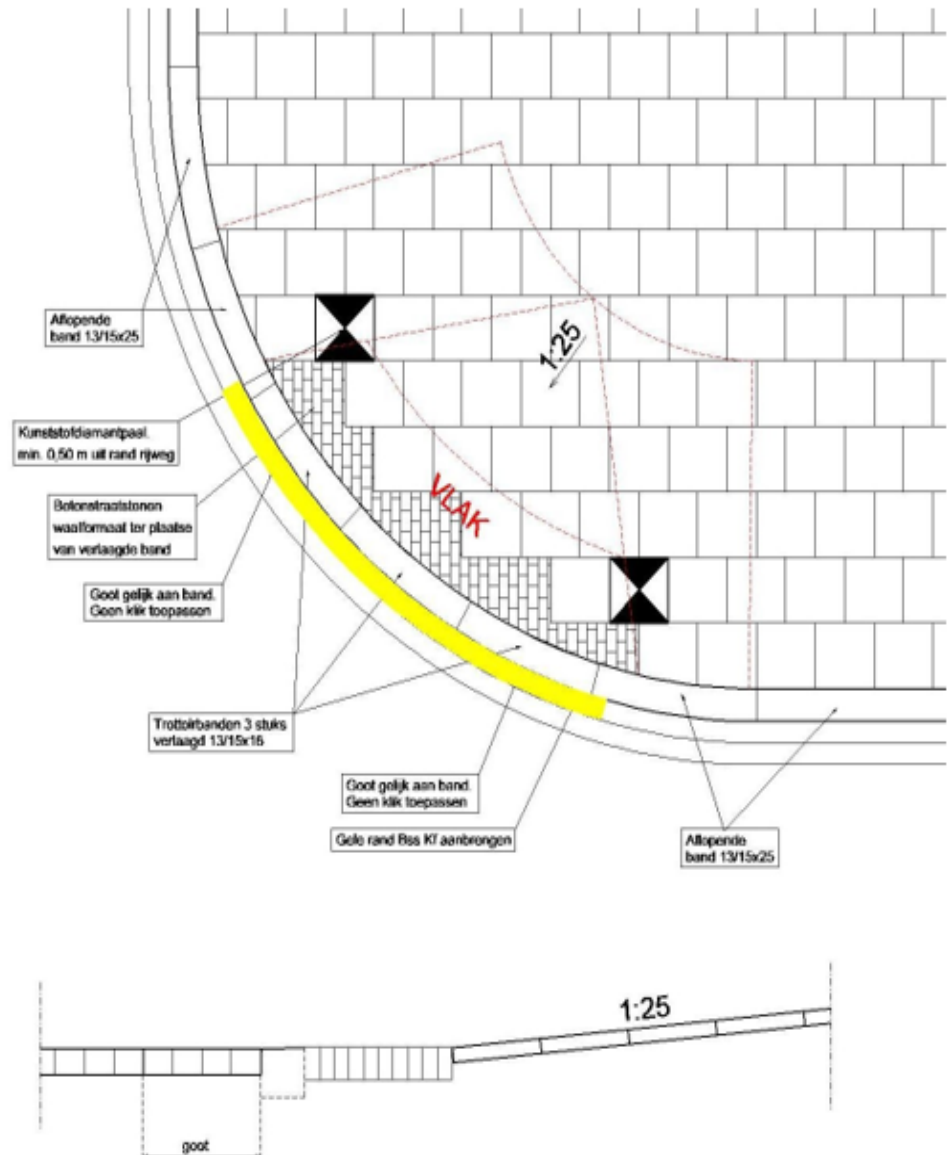 Aflopende
band 13/15x25
1:25
Kunststofdiamantpaal.
min. 0,50 m uit rand rijweg
VLAK
Betonstraatstenen
waalformaat ter plaatse
van verlaagde band
Goot gelijk aan band.
Geen klik toepassen
Trottoirbanden 3 stuks
verlaagd 13/15x16
Goot gelijk aan band.
Geen klik toepassen
Gele rand Bss Kf aanbrengen
Aflopende
band 13/15x25
1:25
goot